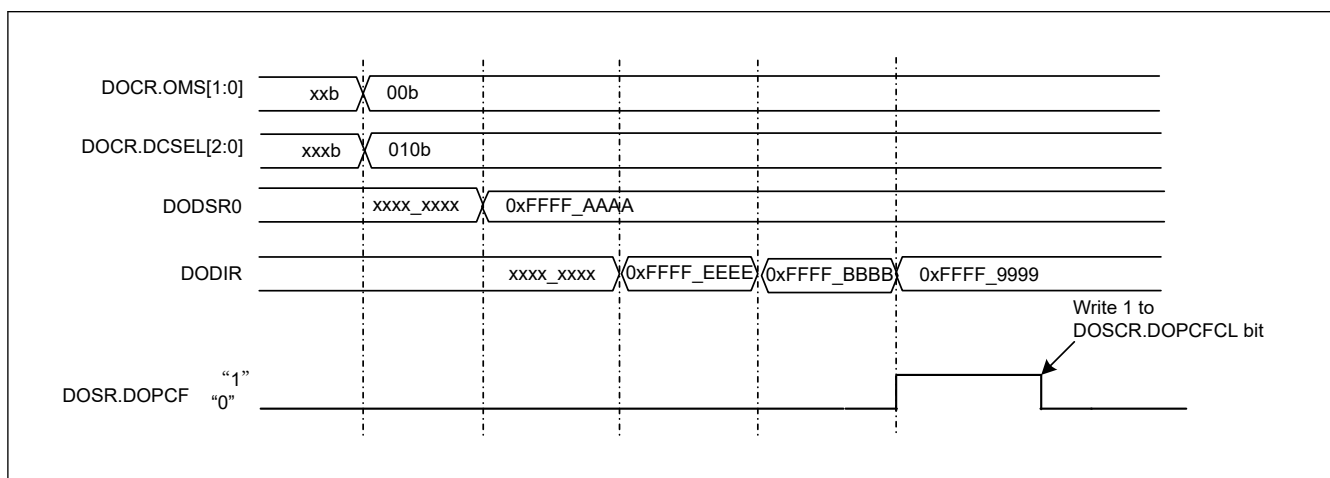 DOCR.OMS[1:0] xxb 00b
DOCR.DCSEL[2:0] xxxb 010b
DODSR0 xxxx_xxxx 0xFFFF_AAAA
DODIR xxxx_xxxx 0xFFFF_EEEE 0xFFFF_BBBB 0xFFFF_9999
Write 1 to
DOSCR.DOPCFCL bit
“1”
DOSR.DOPCF “0”